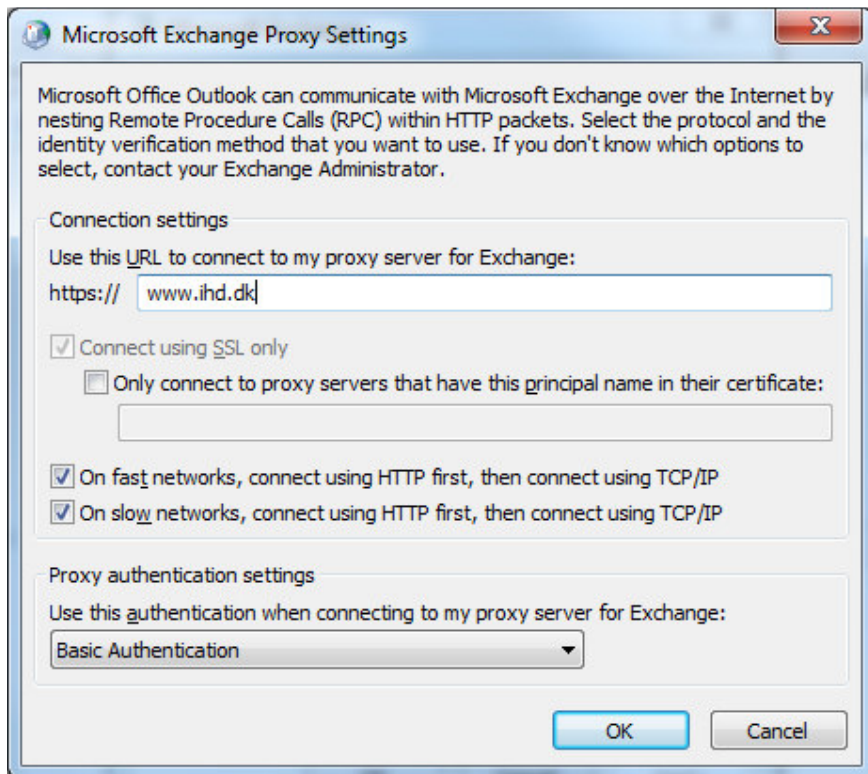 Microsoft Exchange Proxy Settings
Microsoft Office Outlook can communicate with Microsoft Exchange over the Internet by
nesting Remote Procedure Calls (RPC) within HTTP packets. Select the protocol and the
identity verification method that you want to use. If you don't know which options to
select, contact your Exchange Administrator.
Connection settings
Use this URL to connect to my proxy server for Exchange:
https:// www.ihd.dk
Connect using SSL only
Only connect to proxy servers that have this principal name in their certificate:
On fast networks, connect using HTTP first, then connect using TCP/IP
On slow networks, connect using HTTP first, then connect using TCP/IP
Proxy authentication settings
Use this authentication when connecting to my proxy server for Exchange:
Basic Authentication
OK Cancel